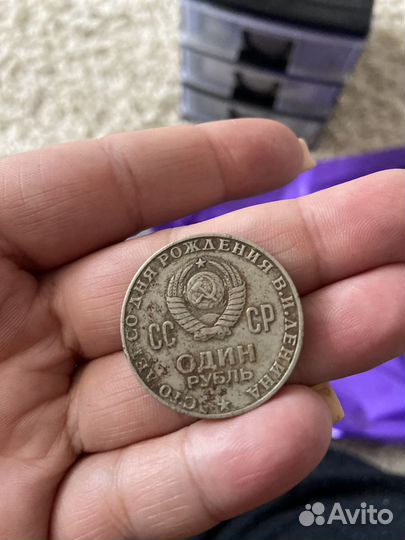 СТО ЛЕТ СО ДНЯ РОЖДЕНИЯ В.И.ЛЕНИНА
СС СР
ОДИН
РУБЛЬ
Avito